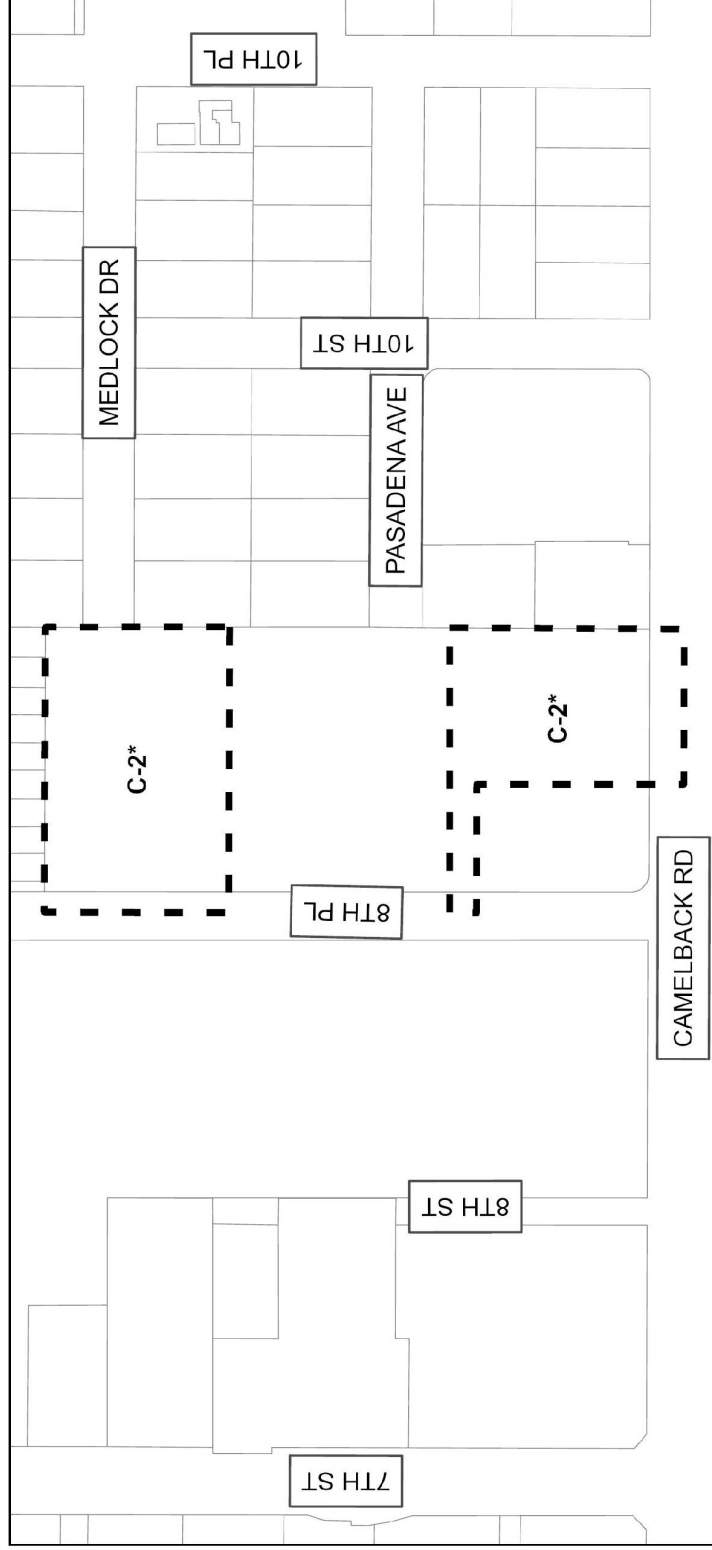 10TH PL
MEDLOCK DR
10TH ST
PASADENA AVE
C-2*
C-2*
8TH PL
CAMELBACK RD
8TH ST
7TH ST